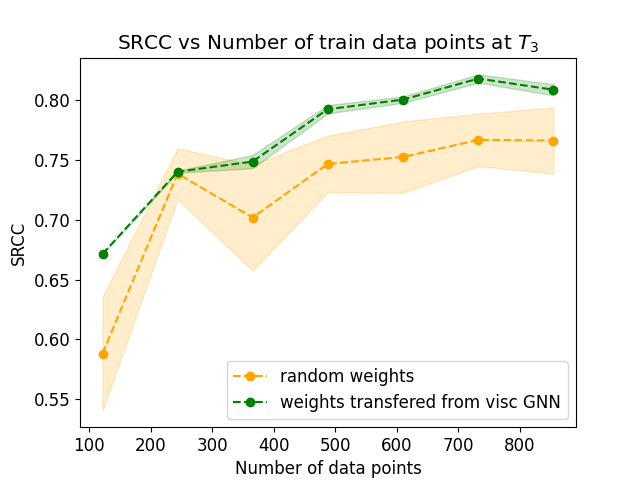 SRCC vs Number of train data points at $T_3$
0.80
0.75
0.70
0.65
0.60
0.55
SRCC
random weights
weights transfered from visc GNN
100 200 300 400 500 600 700 800
Number of data points